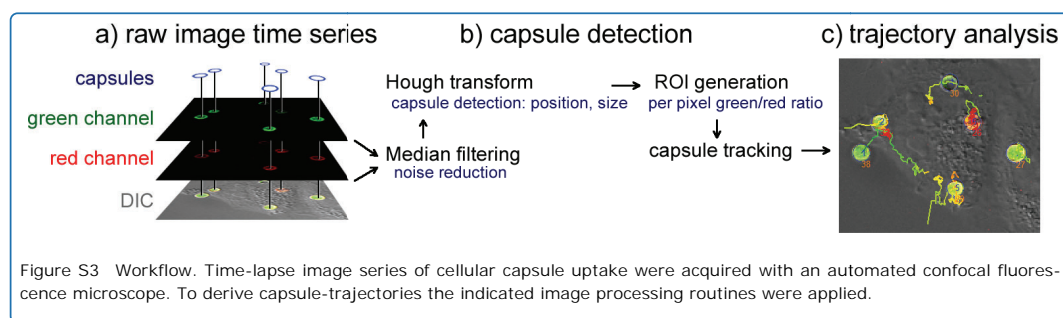 a) raw image time series
b) capsule detection
c) trajectory analysis
capsules
green channel
red channel
DIC
Hough transform
capsule detection: position, size
Median filtering
noise reduction
ROI generation
per pixel green/red ratio
capsule tracking
30
38
27
Figure S3 Workflow. Time-lapse image series of cellular capsule uptake were acquired with an automated confocal fluores-
cence microscope. To derive capsule-trajectories the indicated image processing routines were applied.